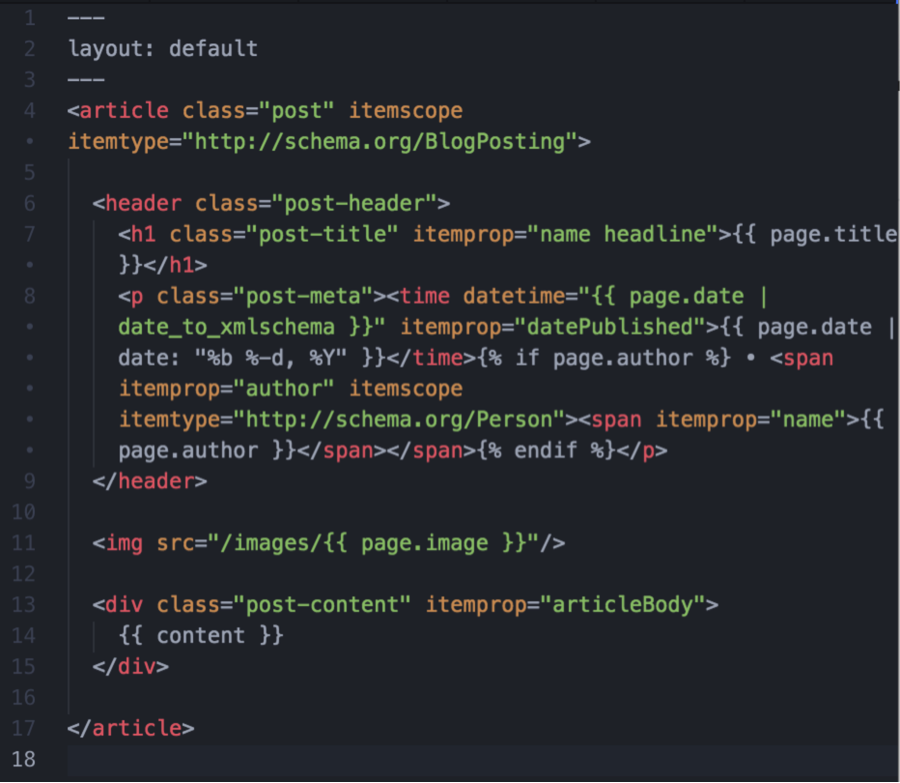 1 ---
2 layout: default
3 ---
4 <article class="post" itemscope
• itemtype="http://schema.org/BlogPosting">
5
6 <header class="post-header">
7 <h1 class="post-title" itemprop="name headline">{{ page.title
• }}</h1>
8 <p class="post-meta"><time datetime="{{ page.date |
• date_to_xmlschema }}" itemprop="datePublished">{{ page.date |
• date: "%b %-d, %Y" }}</time>{% if page.author %} • <span
• itemprop="author" itemscope
• itemtype="http://schema.org/Person"><span itemprop="name">{{
• page.author }}</span></span>{% endif %}</p>
9 </header>
10
11 <img src="/images/{{ page.image }}"/>
12
13 <div class="post-content" itemprop="articleBody">
14 {{ content }}
15 </div>
16
17 </article>
18